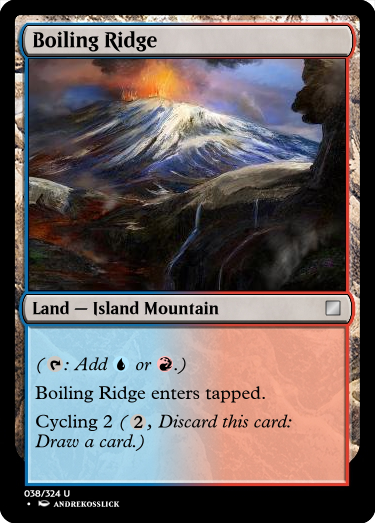 Boiling Ridge
Land — Island Mountain
( : Add or .)
Boiling Ridge enters tapped.
Cycling 2 ( 2 , Discard this card:
Draw a card.)
038/324 U
• ANDREKOSSLICK